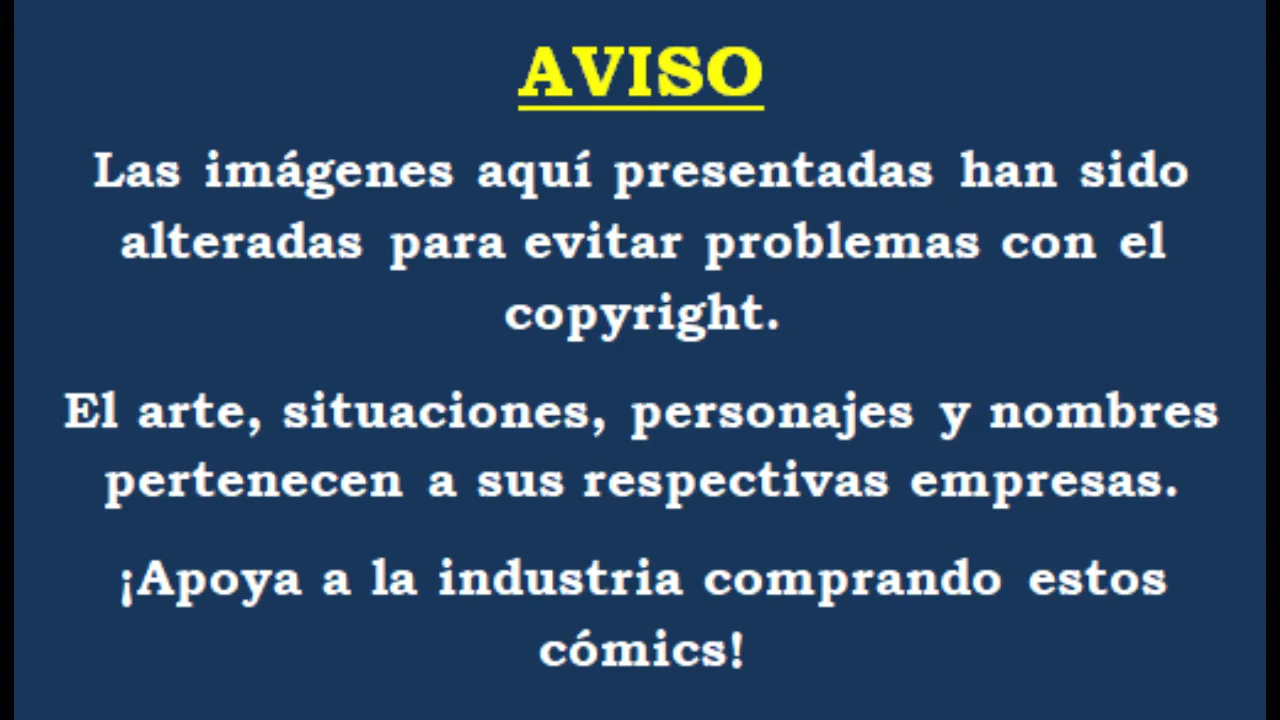 AVISO
Las imágenes aquí presentadas han sido
alteradas para evitar problemas con el
copyright.
El arte, situaciones, personajes y nombres
pertenecen a sus respectivas empresas.
¡Apoya a la industria comprando estos
cómics!